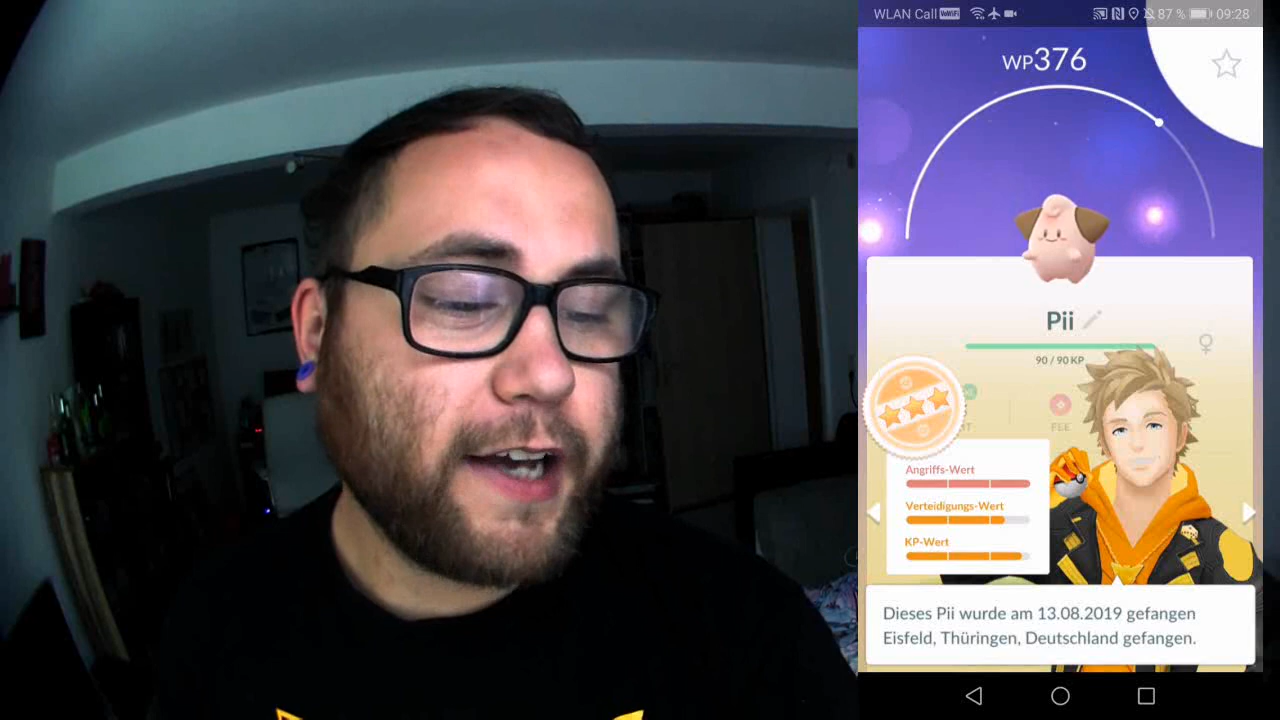 WLAN Call VoWiFi 87 % 09:28
WP376
Pii
90 / 90 KP
FEE
Angriffs-Wert
Verteidigungs-Wert
KP-Wert
Dieses Pii wurde am 13.08.2019 gefangen
Eisfeld, Thüringen, Deutschland gefangen.